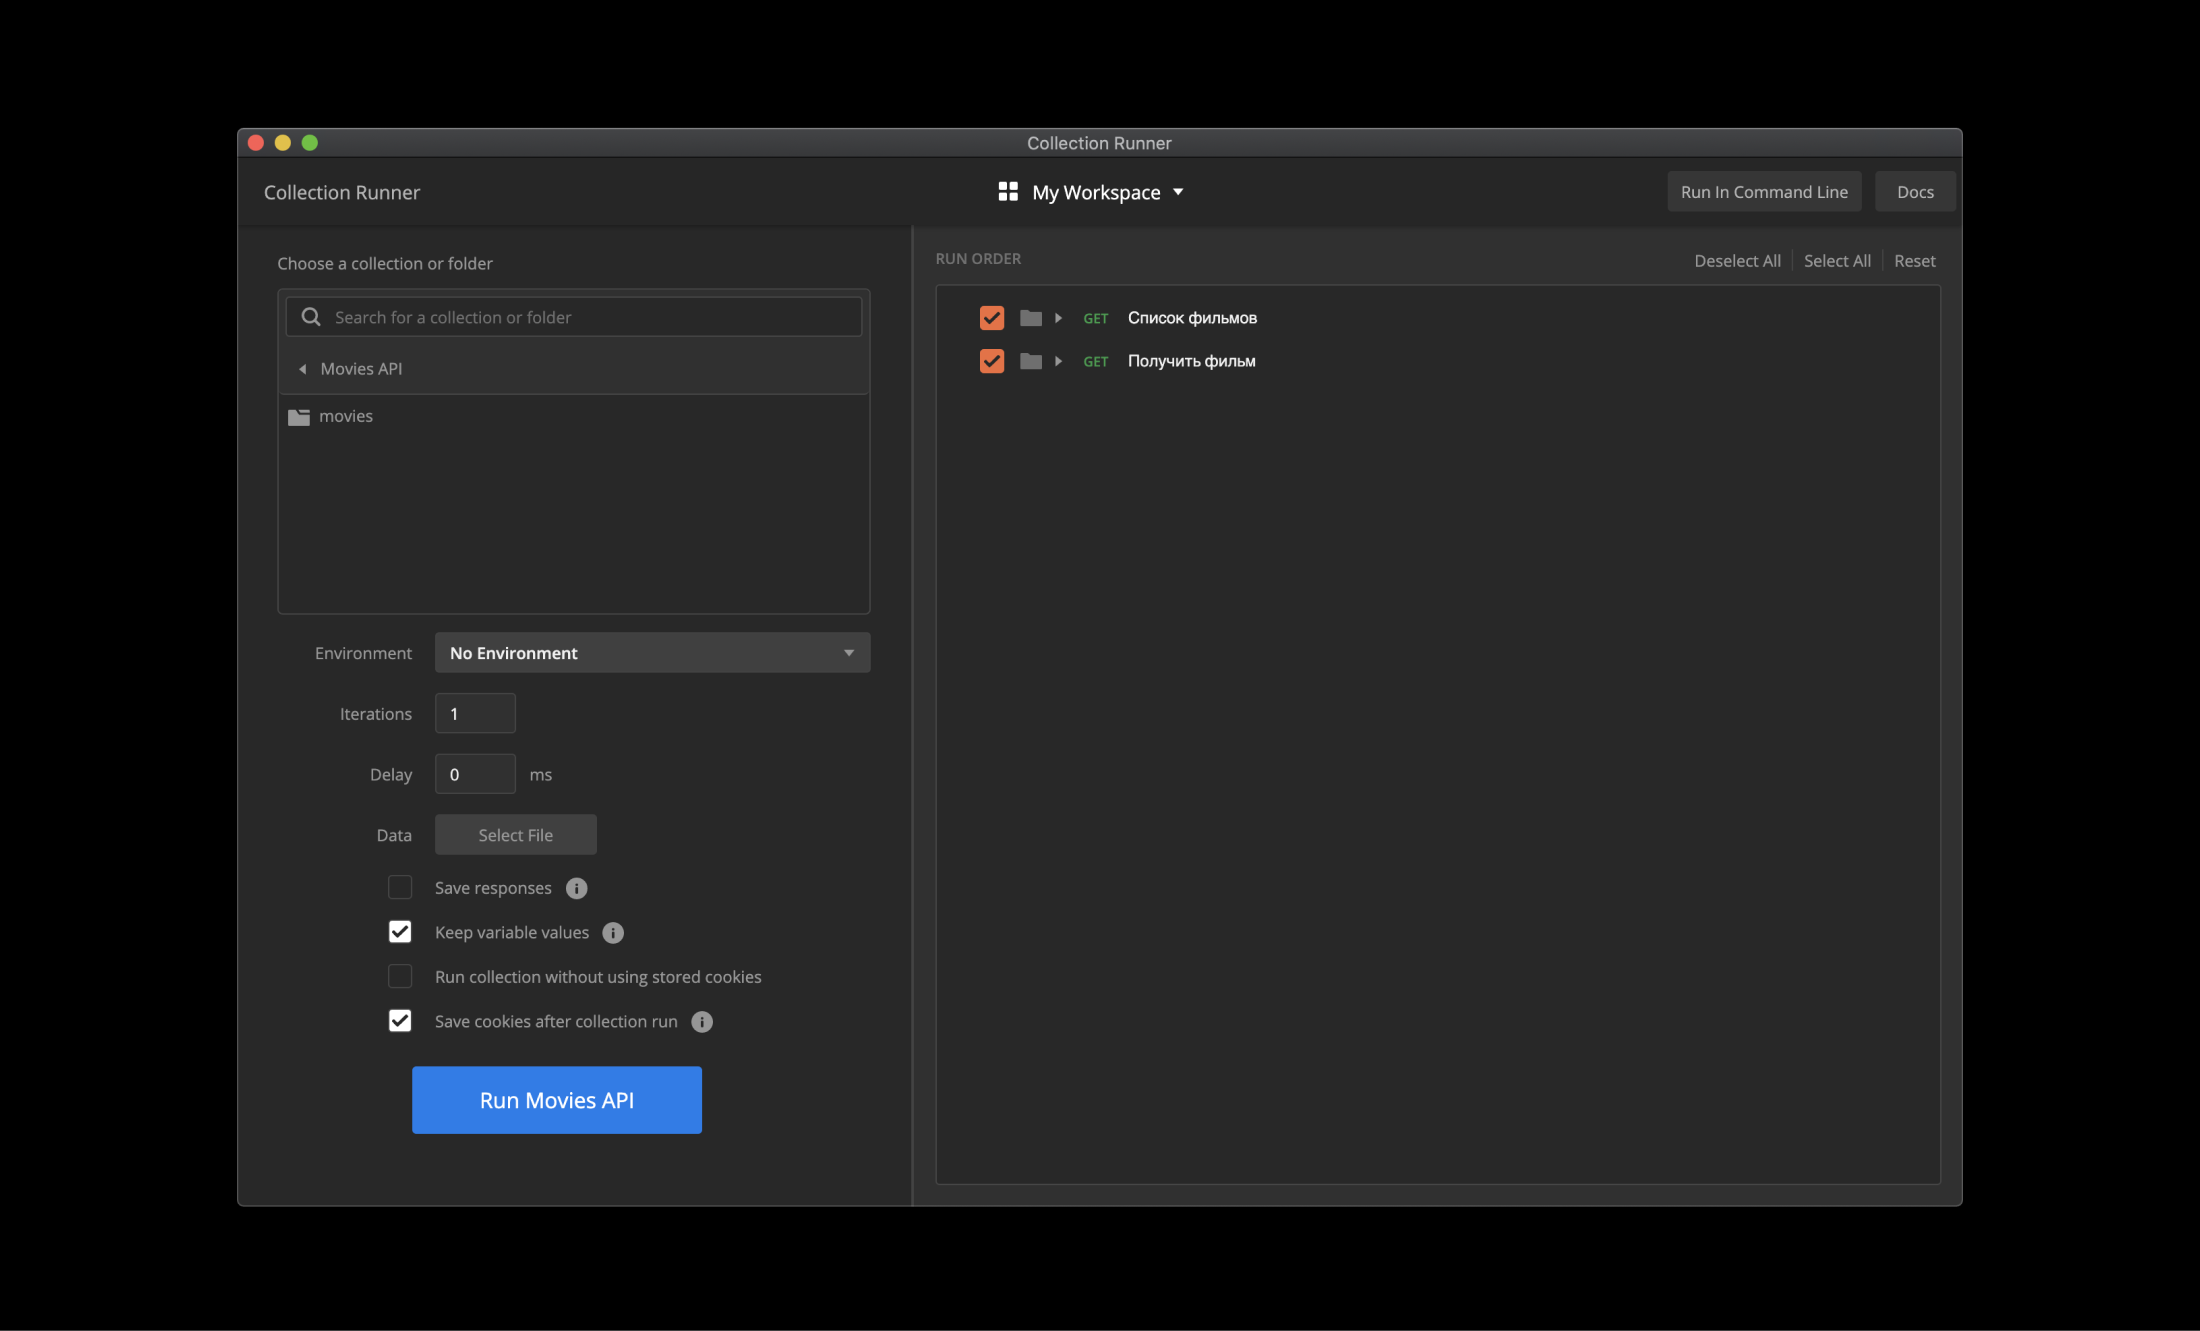 Collection Runner
Collection Runner
My Workspace
Run In Command Line
Docs
Choose a collection or folder
Search for a collection or folder
Movies API
movies
Environment
No Environment
Iterations
1
Delay
0
ms
Data
Select File
Save responses
Keep variable values
Run collection without using stored cookies
Save cookies after collection run
Run Movies API
RUN ORDER
Deselect All
Select All
Reset
GET Список фильмов
GET Получить фильм